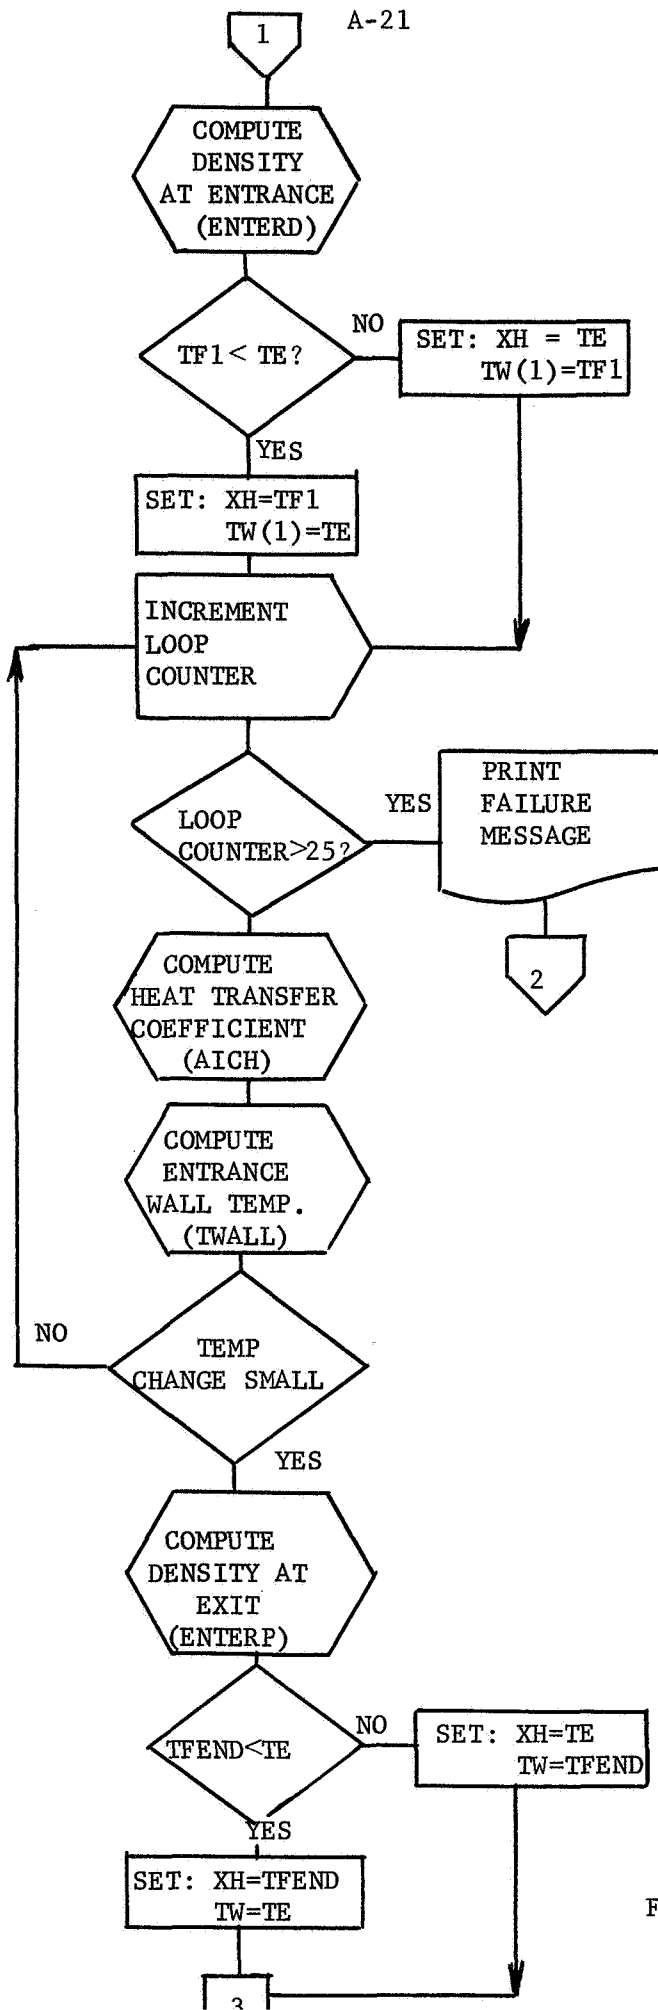 1
A-21
COMPUTE
DENSITY
AT ENTRANCE
(ENTERD)
TF1 < TE?
NO
SET: XH = TE
TW(1)=TF1
YES
SET: XH=TF1
TW(1)=TE
INCREMENT
LOOP
COUNTER
LOOP
COUNTER>25?
YES
PRINT
FAILURE
MESSAGE
2
COMPUTE
HEAT TRANSFER
COEFFICIENT
(AICH)
COMPUTE
ENTRANCE
WALL TEMP.
(TWALL)
NO
TEMP
CHANGE SMALL
YES
COMPUTE
DENSITY AT
EXIT
(ENTERP)
TFEND<TE
NO
SET: XH=TE
TW=TFEND
YES
SET: XH=TFEND
TW=TE
F
3